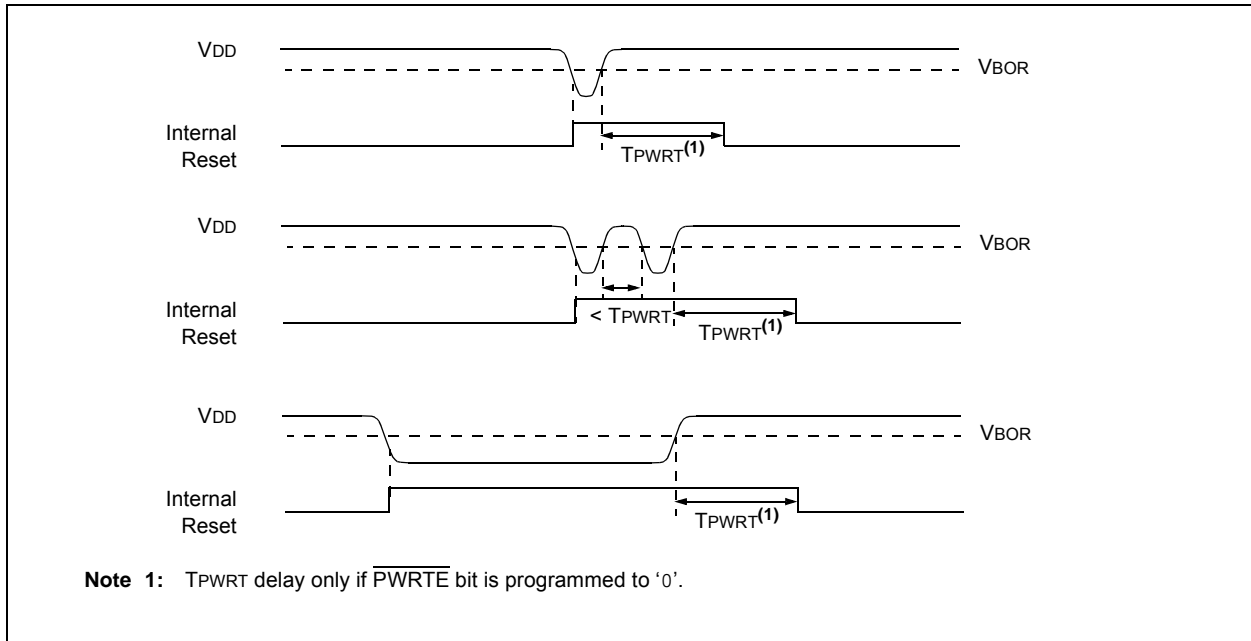 VDD
VBOR
Internal
Reset
TPWRT(1)
VDD
VBOR
Internal
Reset
< TPWRT
TPWRT(1)
VDD
VBOR
Internal
Reset
TPWRT(1)
Note 1: TPWRT delay only if PWRTE bit is programmed to ‘0’.